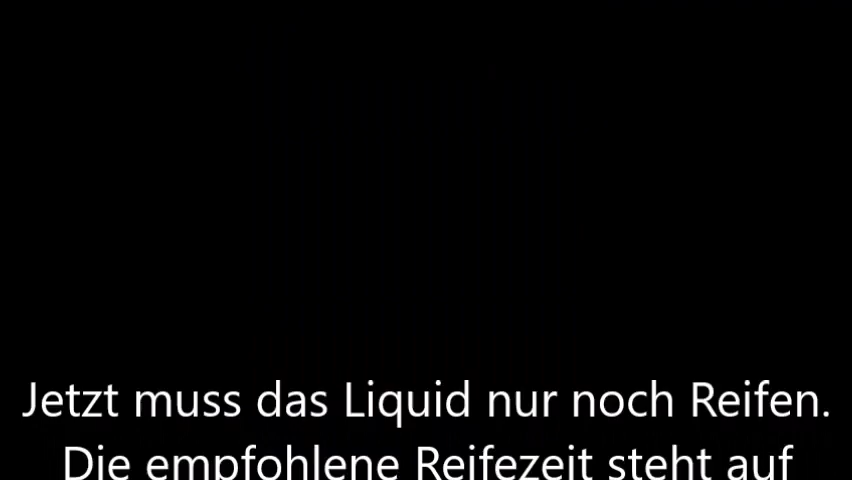 Jetzt muss das Liquid nur noch Reifen.
Die empfohlene Reifezeit steht auf